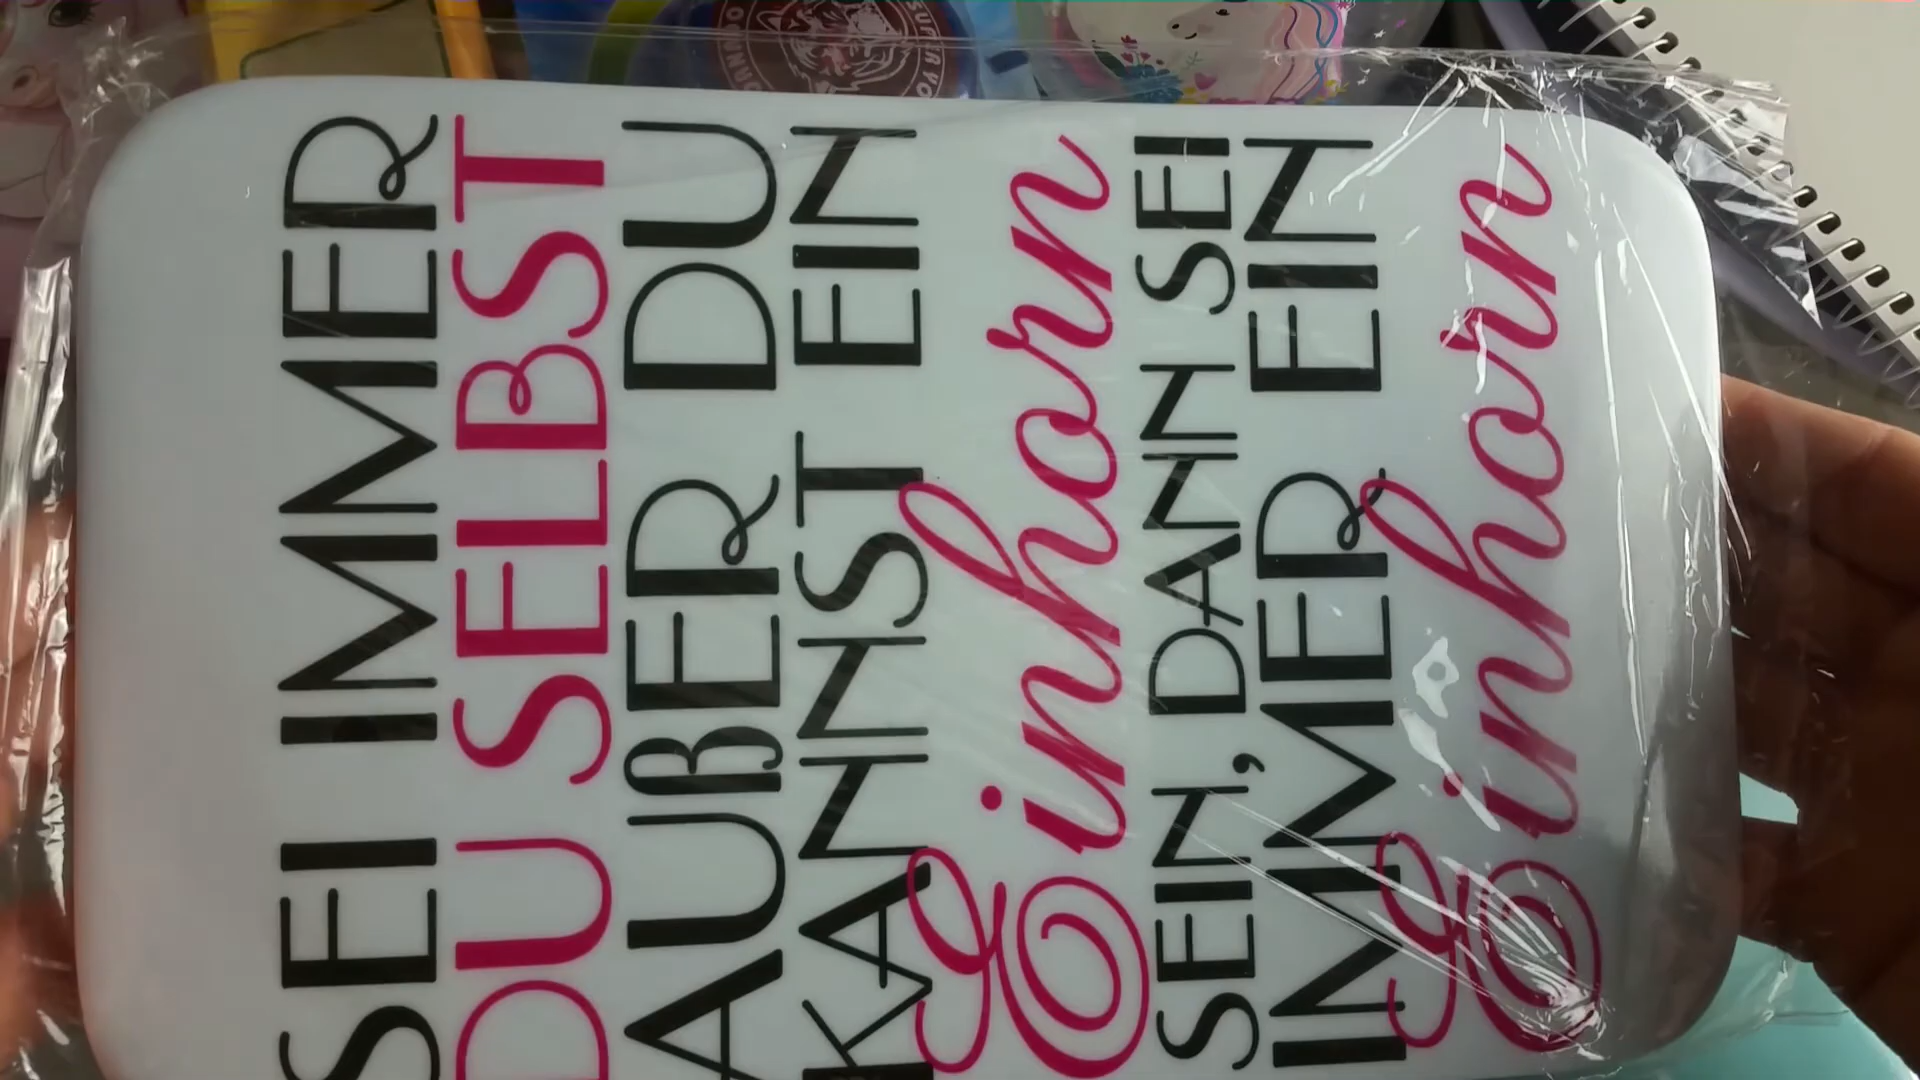 SEI IMMER
DU SELBST
AUßER DU
KANNST EIN
Einhorn
SEIN, DANN SEI
IMMER EIN
Einhorn